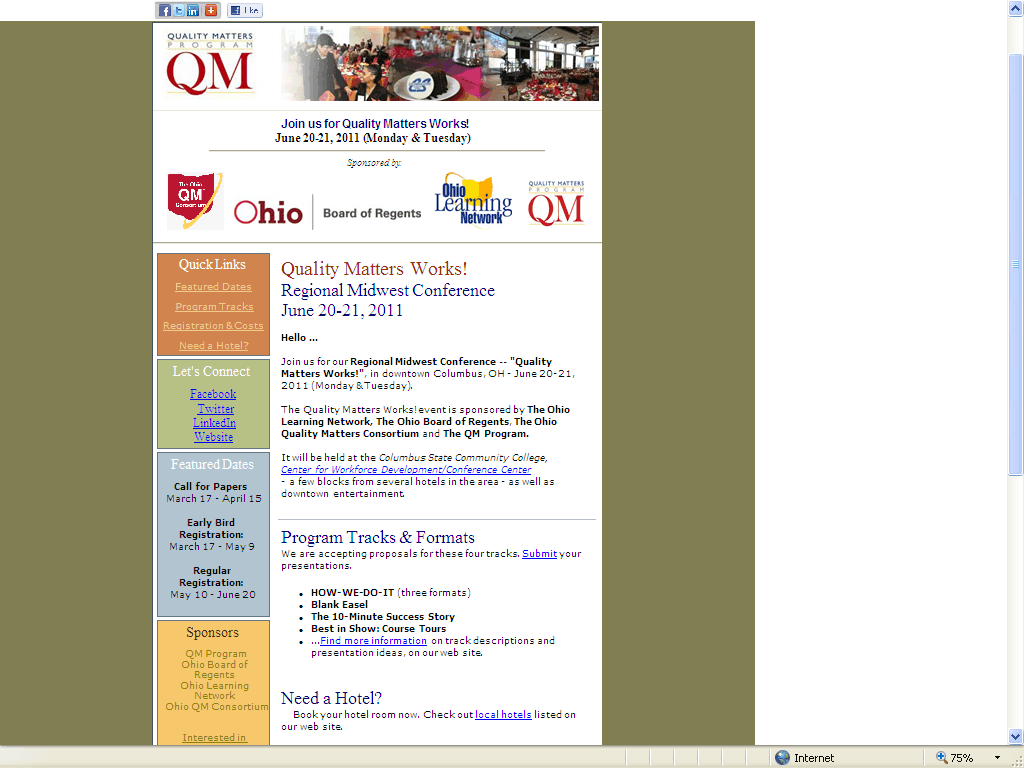 Like
QUALITY MATTERS
PROGRAM
QM
Join us for Quality Matters Works!
June 20-21, 2011 (Monday & Tuesday)
Sponsored by:
The Ohio
QM
Consortium
Ohio Board of Regents
Ohio
Learning
Network
QUALITY MATTERS
PROGRAM
QM
Quick Links
Featured Dates
Program Tracks
Registration & Costs
Need a Hotel?
Let's Connect
Facebook
Twitter
LinkedIn
Website
Featured Dates
Call for Papers
March 17 - April 15
Early Bird
Registration:
March 17 - May 9
Regular
Registration:
May 10 - June 20
Sponsors
QM Program
Ohio Board of
Regents
Ohio Learning
Network
Ohio QM Consortium
Interested in
Quality Matters Works!
Regional Midwest Conference
June 20-21, 2011
Hello ...
Join us for our Regional Midwest Conference -- "Quality
Matters Works!", in downtown Columbus, OH - June 20-21,
2011 (Monday &Tuesday).
The Quality Matters Works! event is sponsored by The Ohio
Learning Network, The Ohio Board of Regents, The Ohio
Quality Matters Consortium and The QM Program.
It will be held at the Columbus State Community College,
Center for Workforce Development/Conference Center
- a few blocks from several hotels in the area - as well as
downtown entertainment.
Program Tracks & Formats
We are accepting proposals for these four tracks. Submit your
presentations.
• HOW-WE-DO-IT (three formats)
• Blank Easel
• The 10-Minute Success Story
• Best in Show: Course Tours
• ...Find more information on track descriptions and
presentation ideas, on our web site.
Need a Hotel?
Book your hotel room now. Check out local hotels listed on
our web site.
Internet
75%